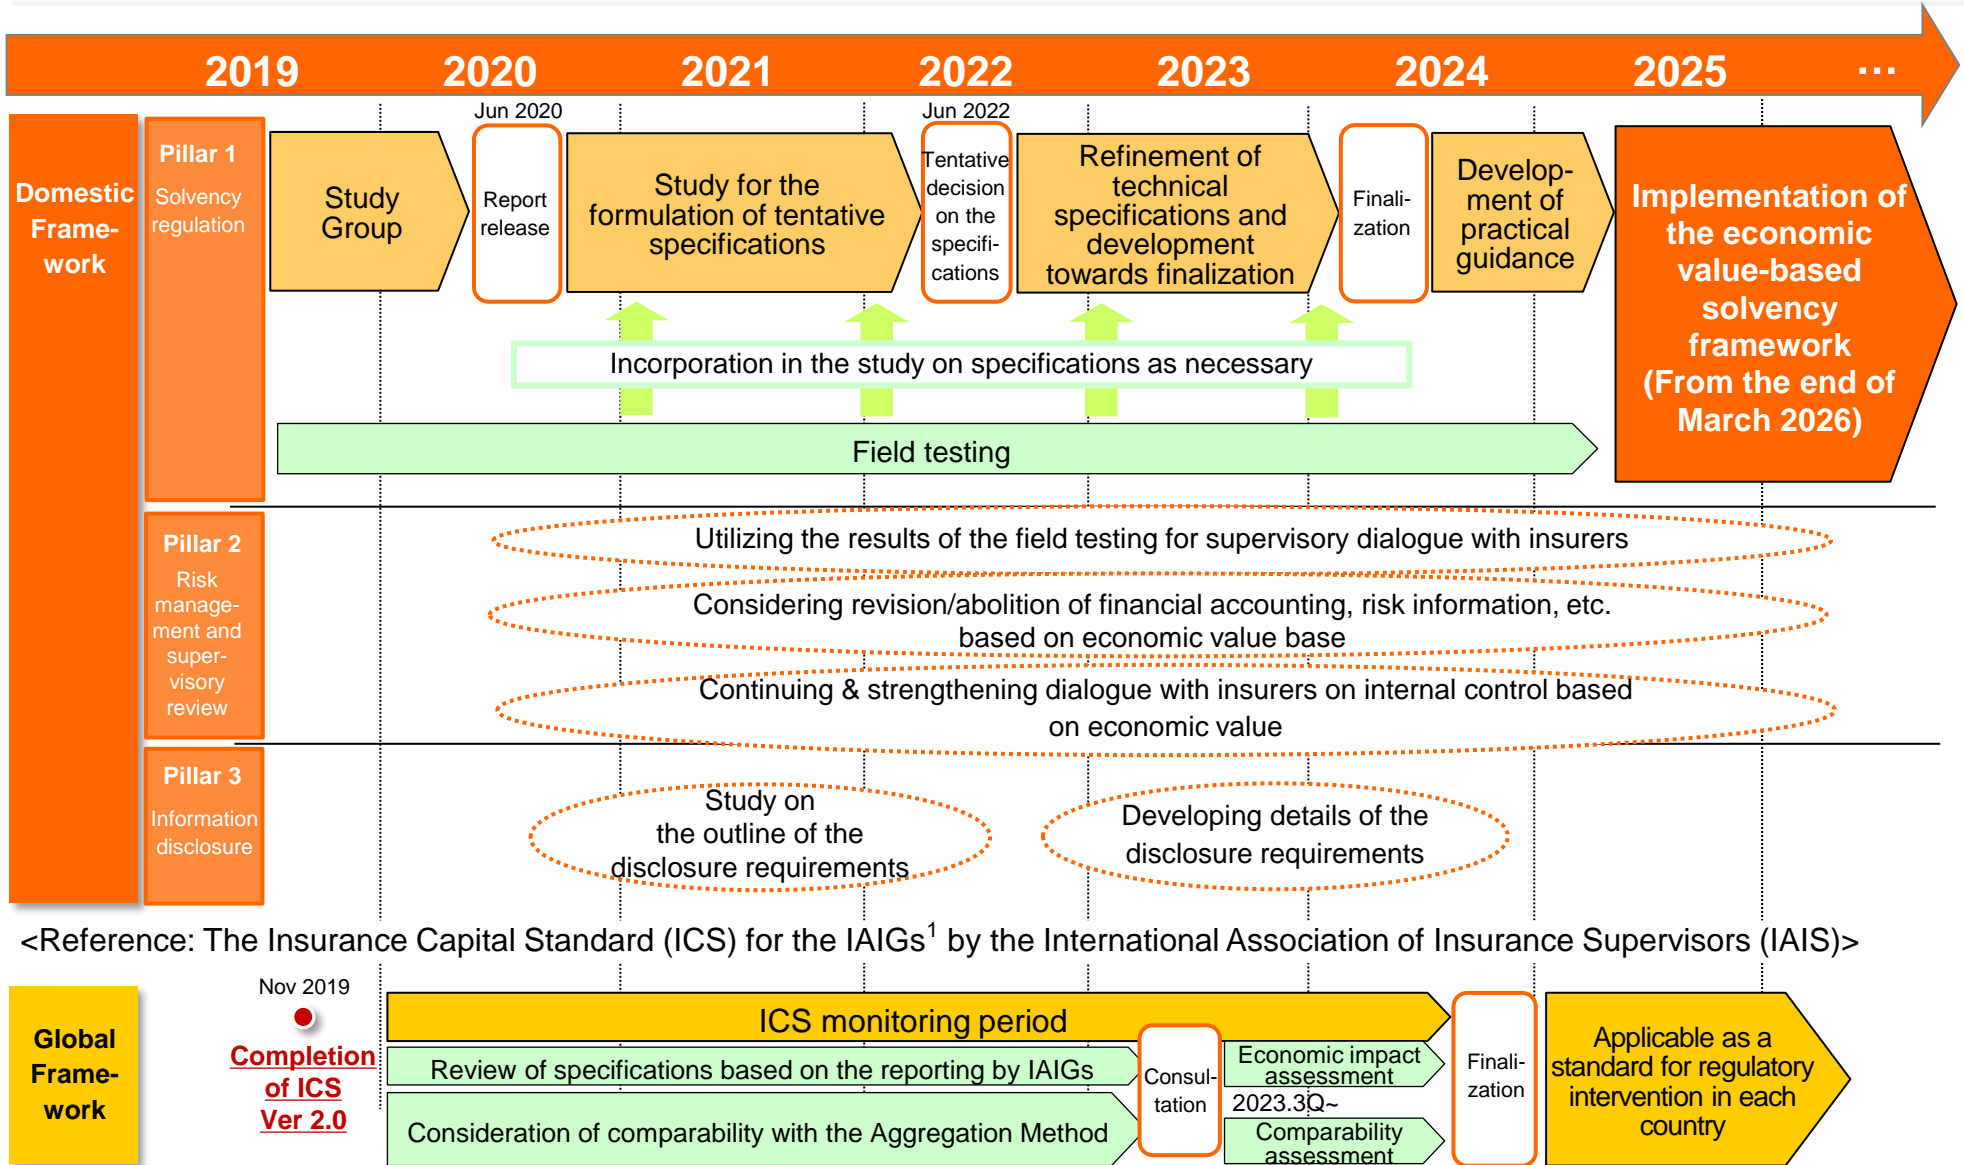 2019 2020 2021 2022 2023 2024 2025 ...
Jun 2020
Jun 2022
Domestic
Frame-
work
Pillar 1
Solvency
regulation
Study
Group
Report
release
Study for the
formulation of tentative
specifications
Tentative
decision
on the
specifi-
cations
Refinement of
technical
specifications and
development
towards finalization
Finali-
zation
Develop-
ment of
practical
guidance
Implementation of
the economic
value-based
solvency
framework
(From the end of
March 2026)
Incorporation in the study on specifications as necessary
Field testing
Pillar 2
Risk
manage-
ment and
super-
visory
review
Utilizing the results of the field testing for supervisory dialogue with insurers
Considering revision/abolition of financial accounting, risk information, etc.
based on economic value base
Continuing & strengthening dialogue with insurers on internal control based
on economic value
Pillar 3
Information
disclosure
Study on
the outline of the
disclosure requirements
Developing details of the
disclosure requirements
<Reference: The Insurance Capital Standard (ICS) for the IAIGs1 by the International Association of Insurance Supervisors (IAIS)>
Global
Frame-
work
Nov 2019
Completion
of ICS
Ver 2.0
ICS monitoring period
Review of specifications based on the reporting by IAIGs
Consideration of comparability with the Aggregation Method
Consul-
tation
Economic impact
assessment
2023.3Q~
Comparability
assessment
Finali-
zation
Applicable as a
standard for regulatory
intervention in each
country